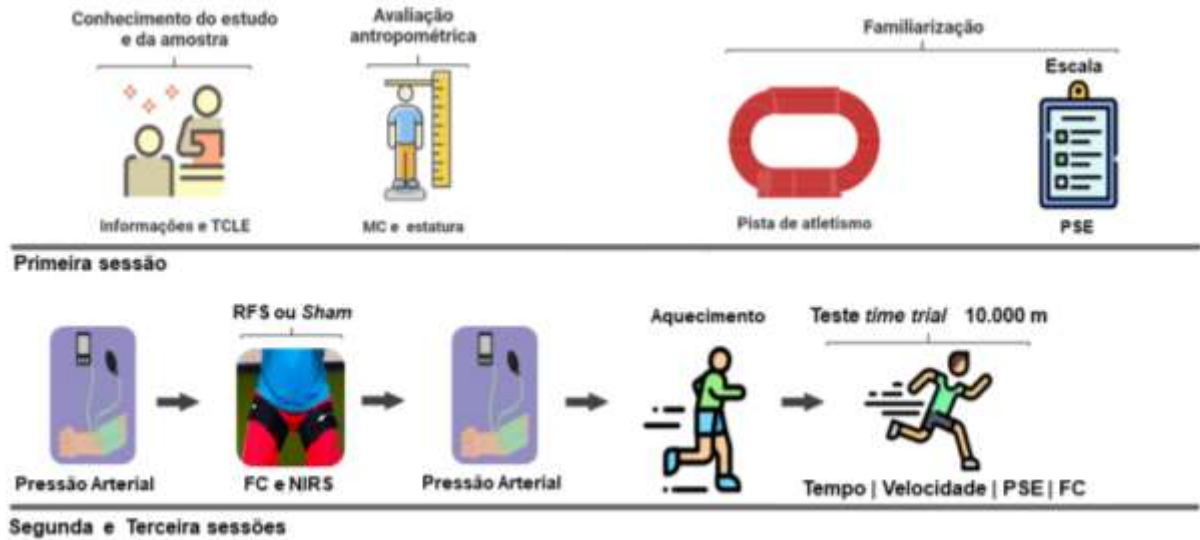 Conhecimento do estudo
e da amostra
Avaliação
antropométrica
Familiarização
Escala
Informações e TCLE
MC e estatura
Pista de atletismo
PSE
Primeira sessão
RFS ou Sham
Aquecimento
Teste time trial 10.000 m
Pressão Arterial
FC e NIRS
Pressão Arterial
Tempo | Velocidade | PSE | FC
Segunda e Terceira sessões